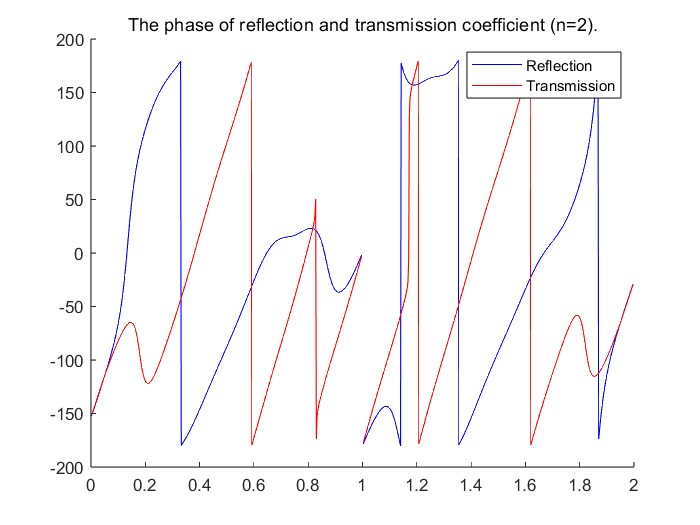 The phase of reflection and transmission coefficient (n=2).
200
150
100
50
0
-50
-100
-150
-200
Reflection
Transmission
0 0.2 0.4 0.6 0.8 1 1.2 1.4 1.6 1.8 2